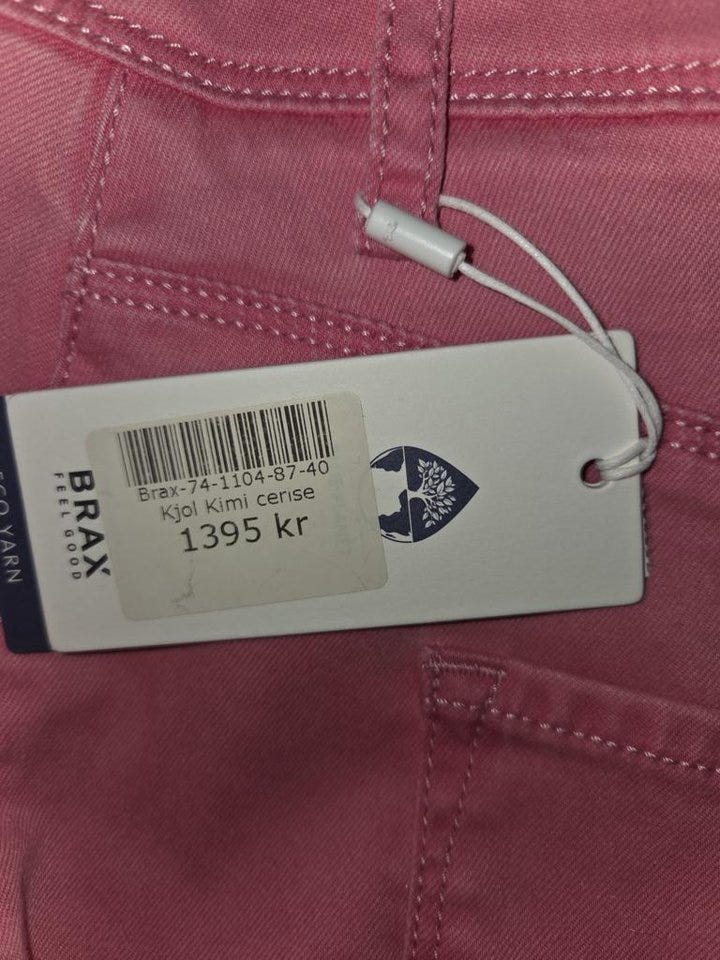 Brax-74-1104-87-40
Kjol Kimi cerise
1395 kr
BRAX
FEEL GOOD
ECO YARN